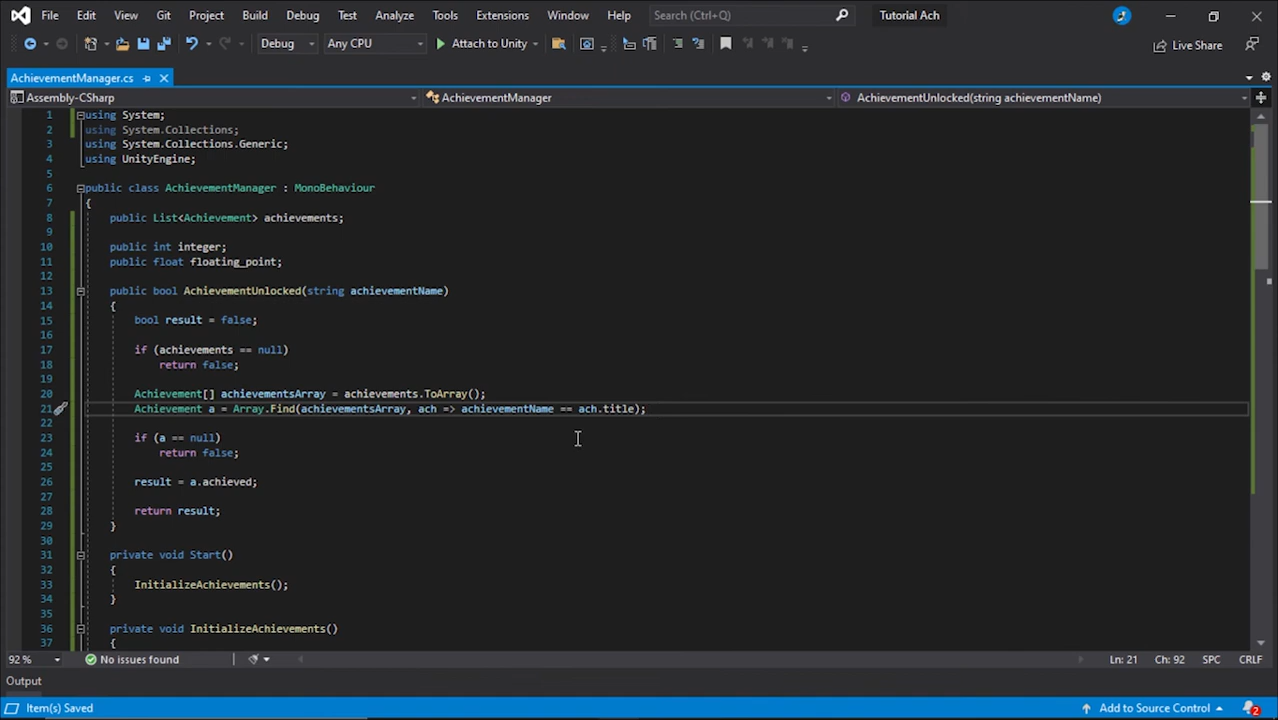 File Edit View Git Project Build Debug Test Analyze Tools Extensions Window Help Search (Ctrl+Q) Tutorial Ach
Debug Any CPU Attach to Unity Live Share
AchievementManager.cs
Assembly-CSharp AchievementManager AchievementUnlocked(string achievementName)
1 using System;
2 using System.Collections;
3 using System.Collections.Generic;
4 using UnityEngine;
5
6 public class AchievementManager : MonoBehaviour
7 {
8 public List<Achievement> achievements;
9
10 public int integer;
11 public float floating_point;
12
13 public bool AchievementUnlocked(string achievementName)
14 {
15 bool result = false;
16
17 if (achievements == null)
18 return false;
19
20 Achievement[] achievementsArray = achievements.ToArray();
21 Achievement a = Array.Find(achievementsArray, ach => achievementName == ach.title);
22
23 if (a == null)
24 return false;
25
26 result = a.achieved;
27
28 return result;
29 }
30
31 private void Start()
32 {
33 InitializeAchievements();
34 }
35
36 private void InitializeAchievements()
37 {
92 % No issues found Ln: 21 Ch: 92 SPC CRLF
Output
Item(s) Saved Add to Source Control 2